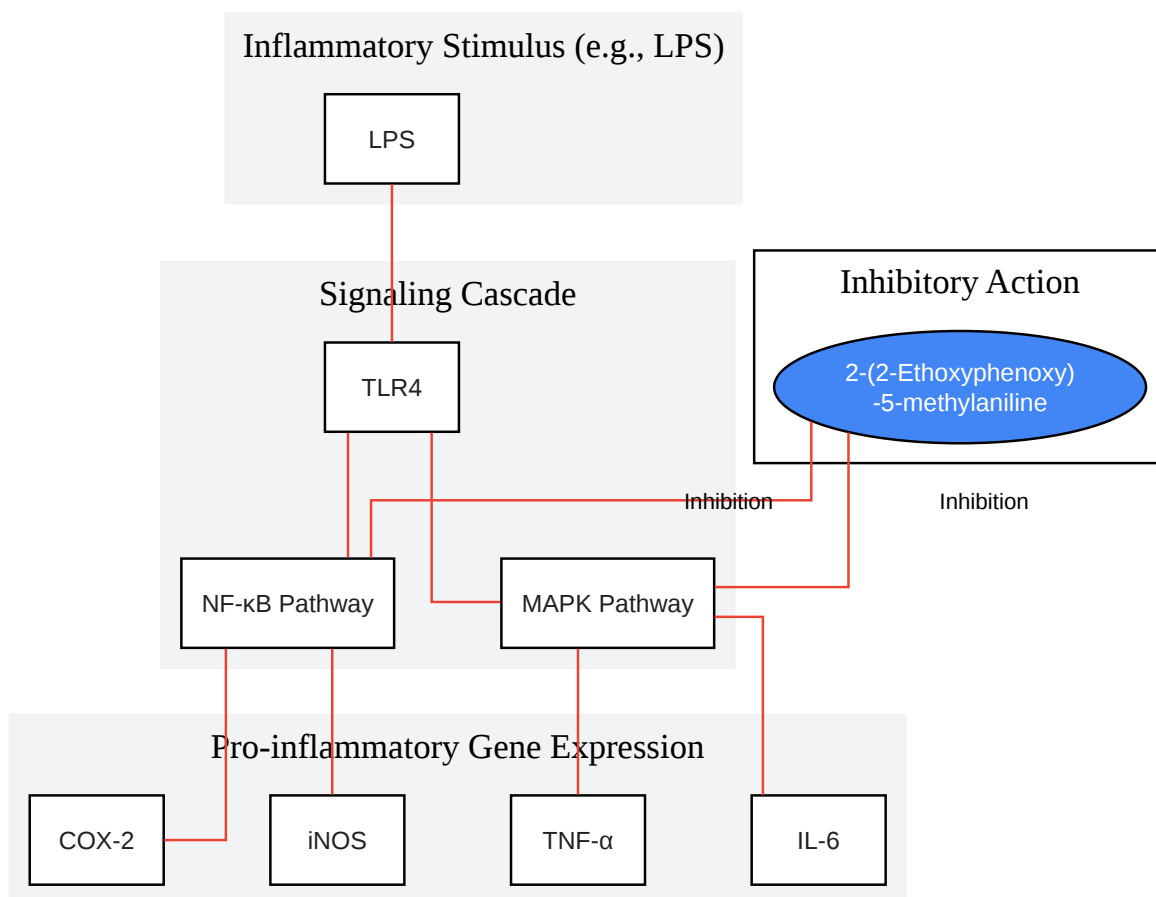 Inflammatory Stimulus (e.g., LPS)
LPS
Signaling Cascade
Inhibitory Action
TLR4
2-(2-Ethoxyphenoxy)
-5-methylaniline
Inhibition
Inhibition
NF-κB Pathway
MAPK Pathway
Pro-inflammatory Gene Expression
COX-2
iNOS
TNF-α
IL-6